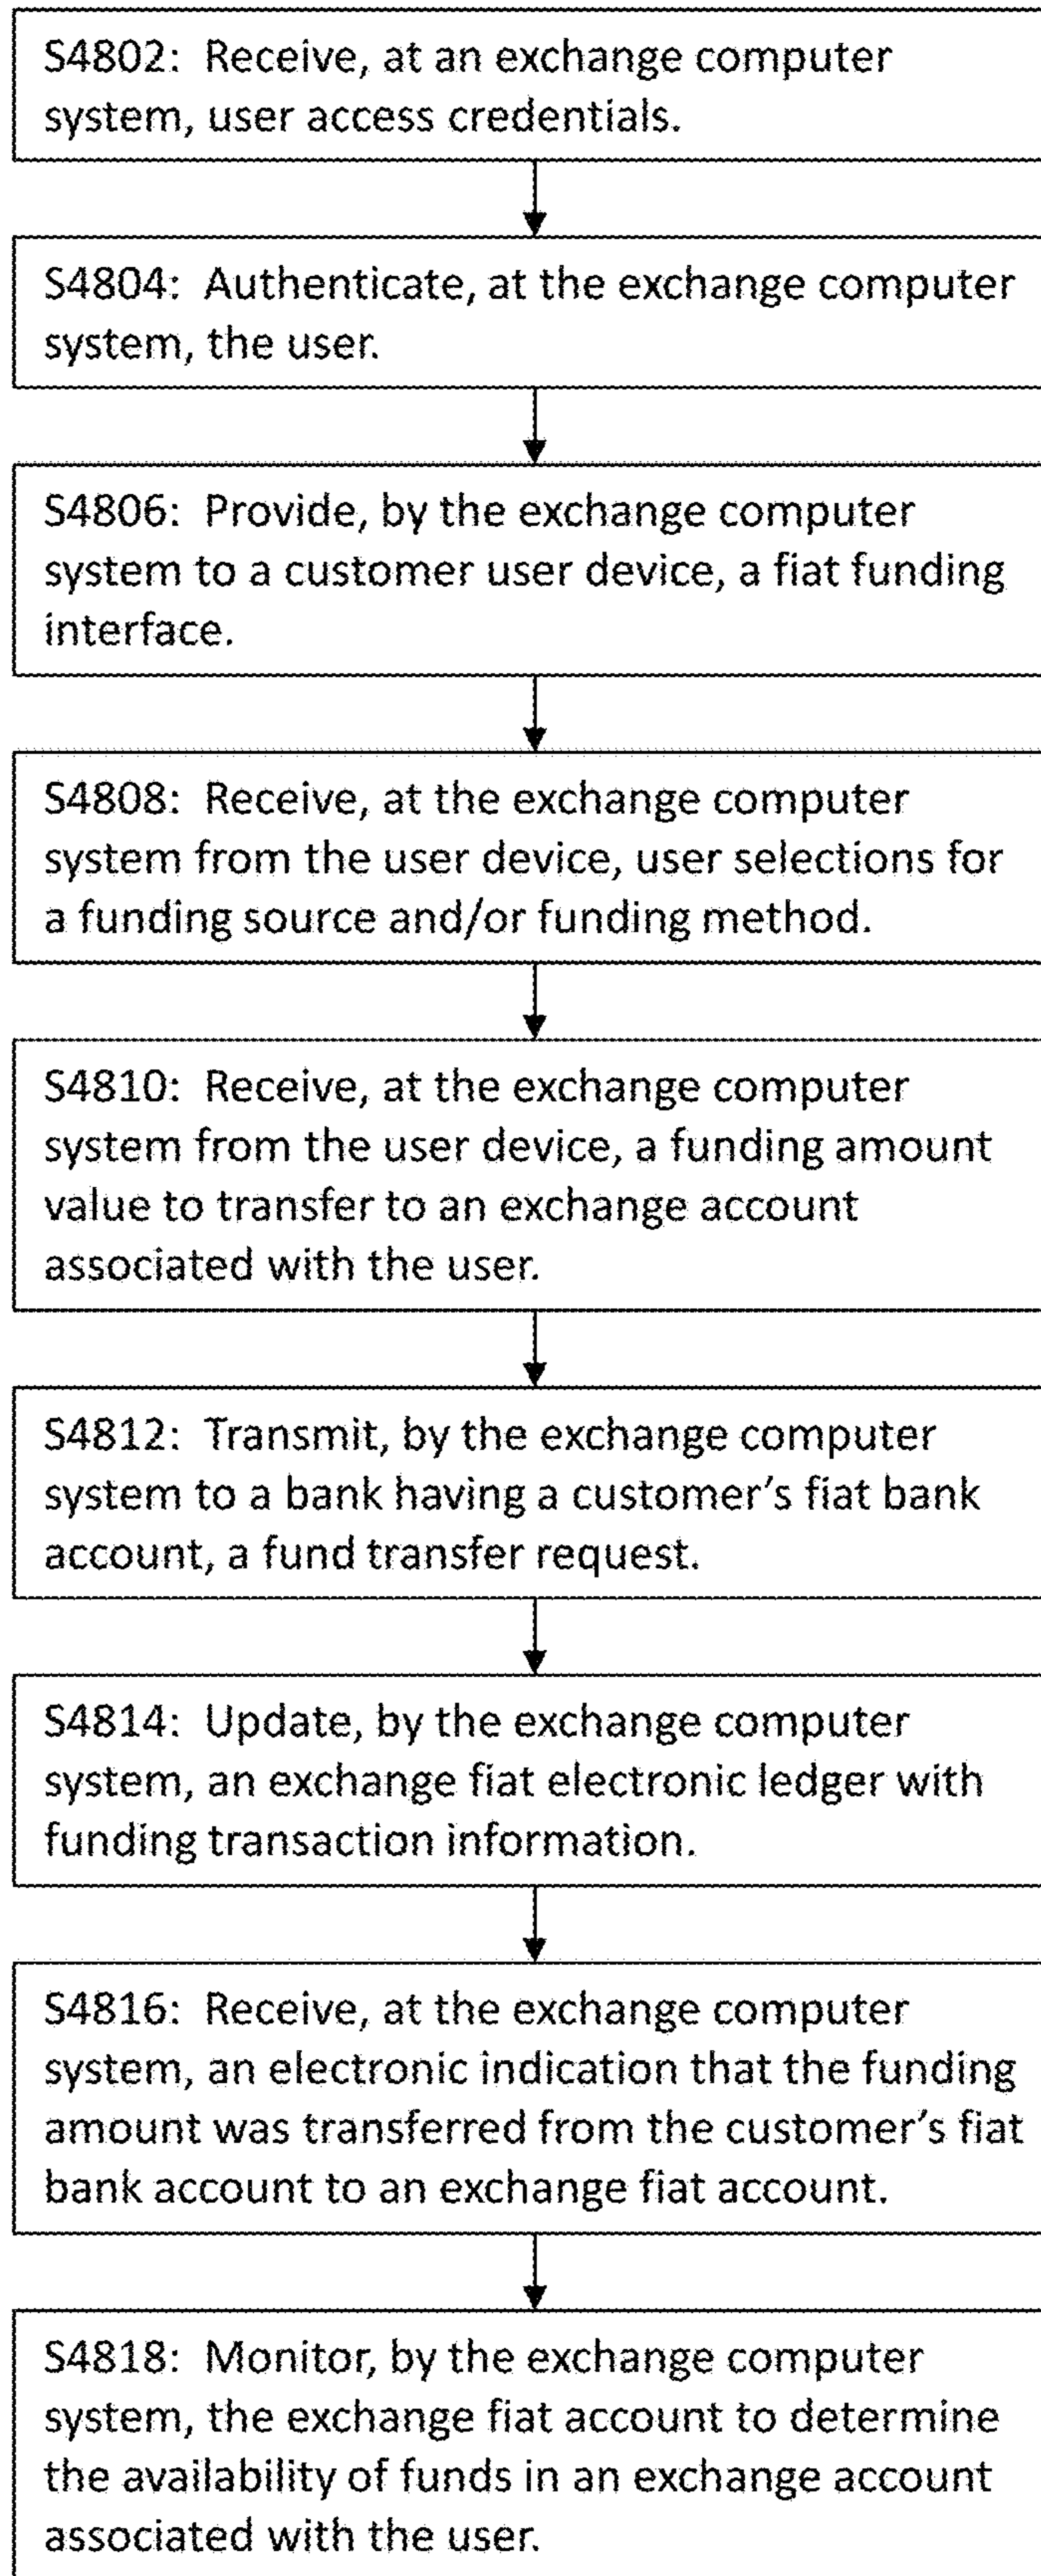 S4802: Receive, at an exchange computer
system, user access credentials.
S4804: Authenticate, at the exchange computer
system, the user.
S4806: Provide, by the exchange computer
system to a customer user device, a fiat funding
interface.
S4808: Receive, at the exchange computer
system from the user device, user selections for
a funding source and/or funding method.
S4810: Receive, at the exchange computer
system from the user device, a funding amount
value to transfer to an exchange account
associated with the user.
S4812: Transmit, by the exchange computer
system to a bank having a customer's fiat bank
account, a fund transfer request.
S4814: Update, by the exchange computer
system, an exchange fiat electronic ledger with
funding transaction information.
S4816: Receive, at the exchange computer
system, an electronic indication that the funding
amount was transferred from the customer's fiat
bank account to an exchange fiat account.
S4818: Monitor, by the exchange computer
system, the exchange fiat account to determine
the availability of funds in an exchange account
associated with the user.